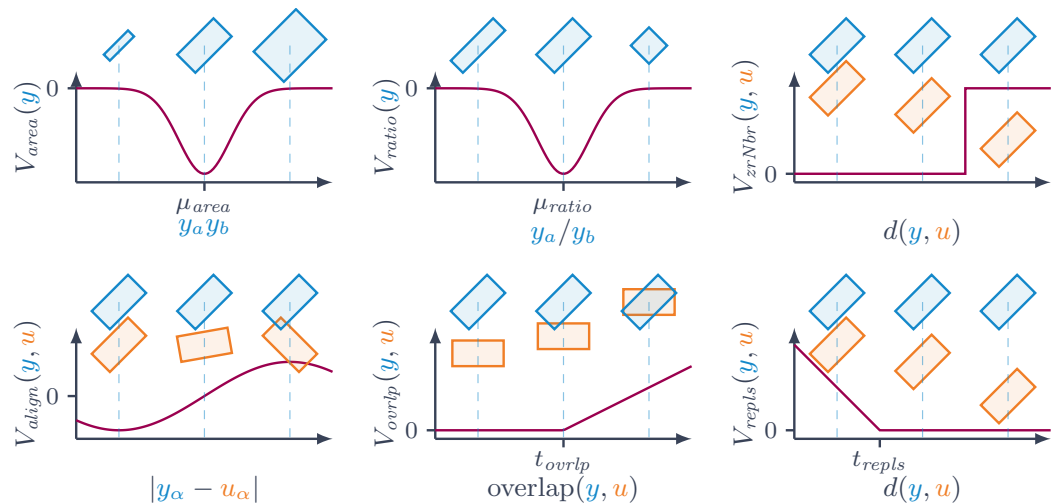 V_area(y)
0
μ_area
y_a y_b
V_ratio(y)
0
μ_ratio
y_a/y_b
V_zrNbr(y, u)
0
d(y, u)
V_align(y, u)
0
|y_α − u_α|
V_ovrlp(y, u)
0
t_ovrlp
overlap(y, u)
V_repls(y, u)
0
t_repls
d(y, u)